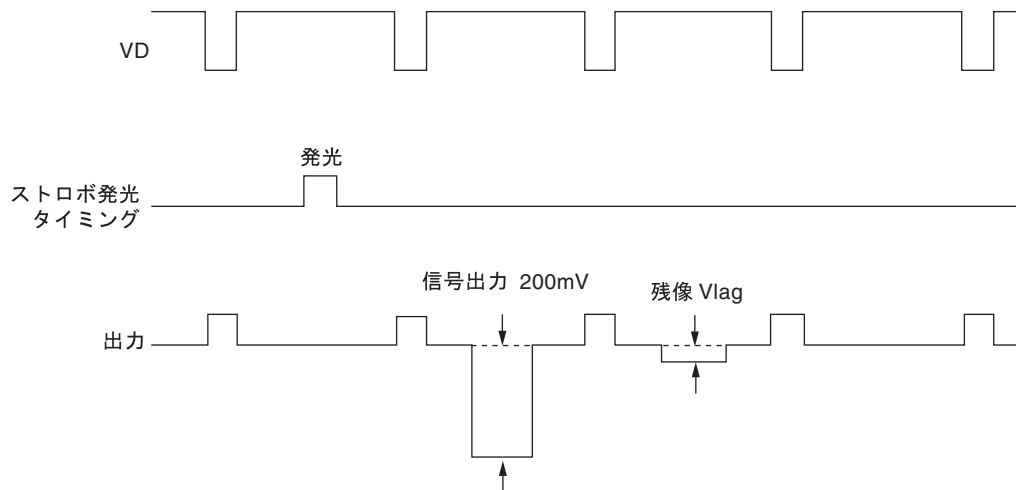 VD
発光
ストロボ発光
タイミング
信号出力 200mV
残像 Vlag
出力